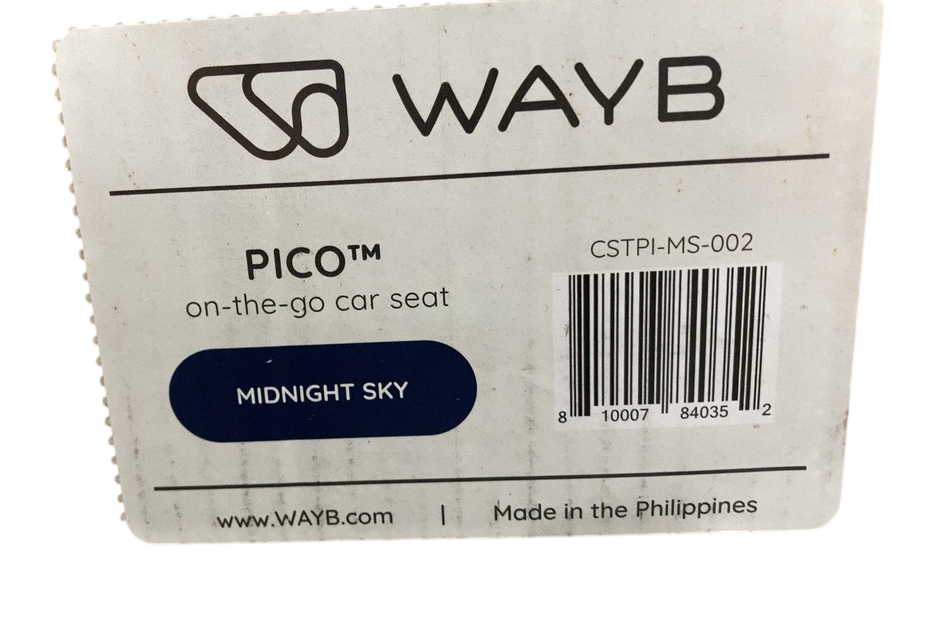 WAYB
PICO™
on-the-go car seat
MIDNIGHT SKY
CSTPI-MS-002
8 10007 84035 2
www.WAYB.com | Made in the Philippines